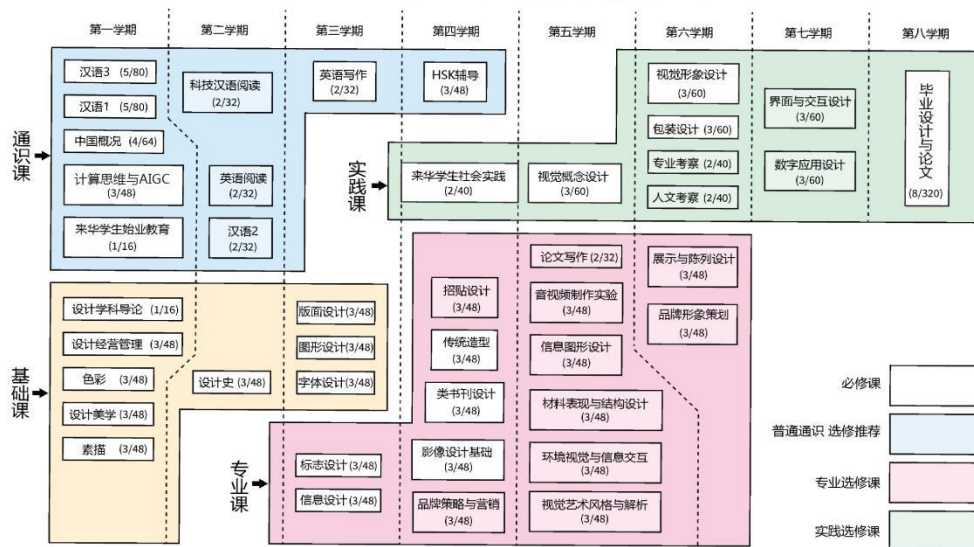 第一学期
第二学期
第三学期
第四学期
第五学期
第六学期
第七学期
第八学期
通识课
汉语3 (5/80)
汉语1 (5/80)
中国概况 (4/64)
计算思维与AIGC
(3/48)
来华学生始业教育
(1/16)
科技汉语阅读
(2/32)
英语阅读
(2/32)
汉语2
(2/32)
英语写作
(2/32)
HSK辅导
(3/48)
实践课
来华学生社会实践
(2/40)
视觉概念设计
(3/60)
视觉形象设计
(3/60)
包装设计 (3/60)
专业考察 (2/40)
人文考察 (2/40)
界面与交互设计
(3/60)
数字应用设计
(3/60)
毕业设计与论文
(8/320)
基础课
设计学科导论 (1/16)
设计经营管理 (3/48)
色彩 (3/48)
设计美学 (3/48)
素描 (3/48)
设计史 (3/48)
版面设计(3/48)
图形设计(3/48)
字体设计(3/48)
专业课
标志设计 (3/48)
信息设计 (3/48)
招贴设计
(3/48)
传统造型
(3/48)
类书刊设计
(3/48)
影像设计基础
(3/48)
品牌策略与营销
(3/48)
论文写作 (2/32)
音视频制作实验
(3/48)
信息图形设计
(3/48)
材料表现与结构设计
(3/48)
环境视觉与信息交互
(3/48)
视觉艺术风格与解析
(3/48)
展示与陈列设计
(3/48)
品牌形象策划
(3/48)
必修课
普通通识 选修推荐
专业选修课
实践选修课